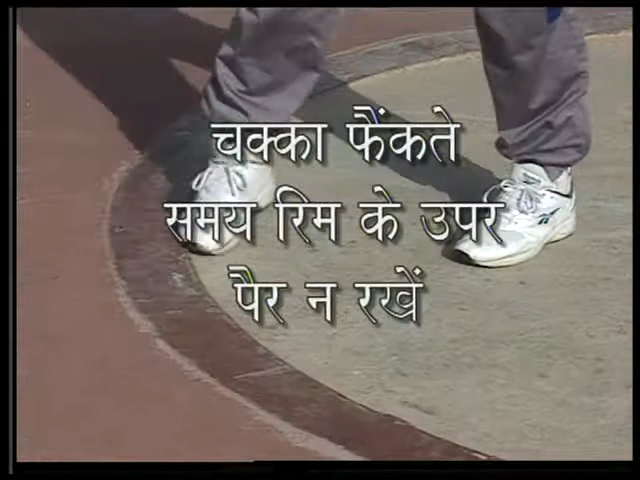 चक्का फैंकते
समय रिम के उपर
पैर न रखें